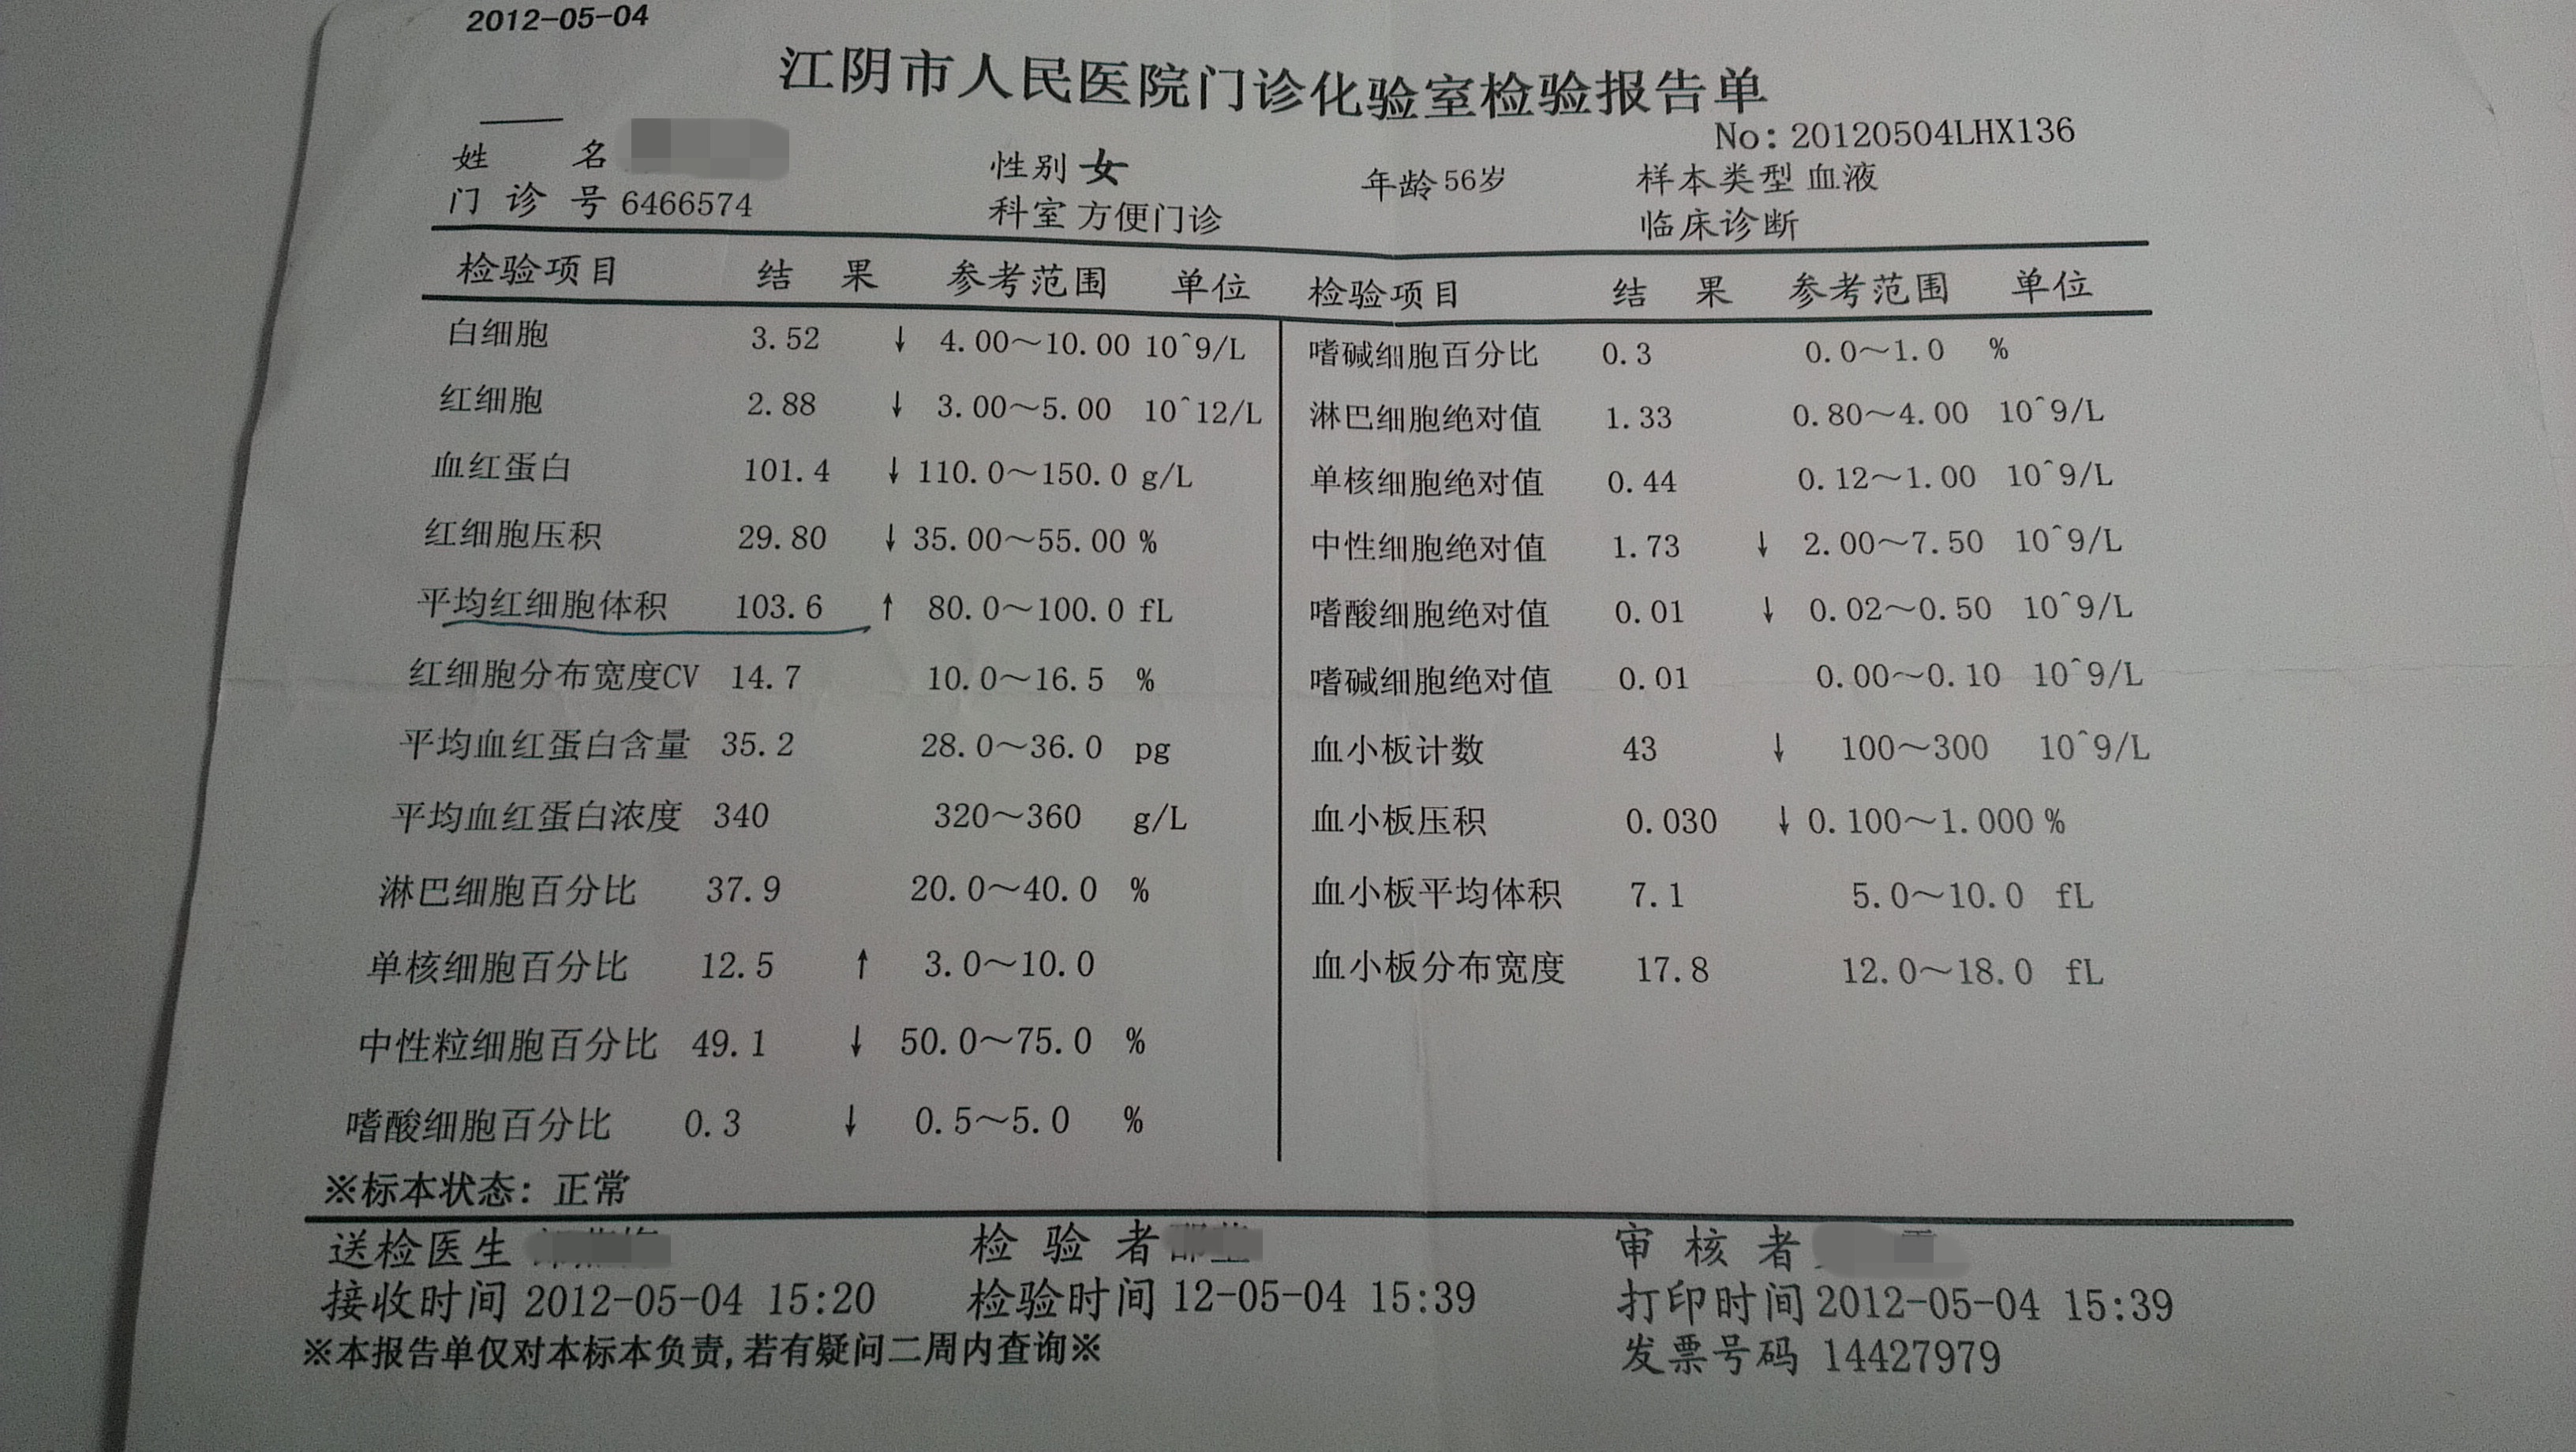 2012-05-04
江阴市人民医院门诊化验室检验报告单
No: 20120504LHX136
姓 名 性别 女 年龄 56岁 样本类型 血液
门 诊 号 6466574 科室 方便门诊 临床诊断
检验项目 结 果 参考范围 单位 检验项目 结 果 参考范围 单位
白细胞 3.52 ↓ 4.00～10.00 10^9/L 嗜碱细胞百分比 0.3 0.0～1.0 %
红细胞 2.88 ↓ 3.00～5.00 10^12/L 淋巴细胞绝对值 1.33 0.80～4.00 10^9/L
血红蛋白 101.4 ↓ 110.0～150.0 g/L 单核细胞绝对值 0.44 0.12～1.00 10^9/L
红细胞压积 29.80 ↓ 35.00～55.00 % 中性细胞绝对值 1.73 ↓ 2.00～7.50 10^9/L
平均红细胞体积 103.6 ↑ 80.0～100.0 fL 嗜酸细胞绝对值 0.01 ↓ 0.02～0.50 10^9/L
红细胞分布宽度CV 14.7 10.0～16.5 % 嗜碱细胞绝对值 0.01 0.00～0.10 10^9/L
平均血红蛋白含量 35.2 28.0～36.0 pg 血小板计数 43 ↓ 100～300 10^9/L
平均血红蛋白浓度 340 320～360 g/L 血小板压积 0.030 ↓ 0.100～1.000 %
淋巴细胞百分比 37.9 20.0～40.0 % 血小板平均体积 7.1 5.0～10.0 fL
单核细胞百分比 12.5 ↑ 3.0～10.0 血小板分布宽度 17.8 12.0～18.0 fL
中性粒细胞百分比 49.1 ↓ 50.0～75.0 %
嗜酸细胞百分比 0.3 ↓ 0.5～5.0 %
※标本状态: 正常
送检医生 检 验 者 审 核 者
接收时间 2012-05-04 15:20 检验时间 12-05-04 15:39 打印时间 2012-05-04 15:39
※本报告单仅对本标本负责,若有疑问二周内查询※ 发票号码 14427979